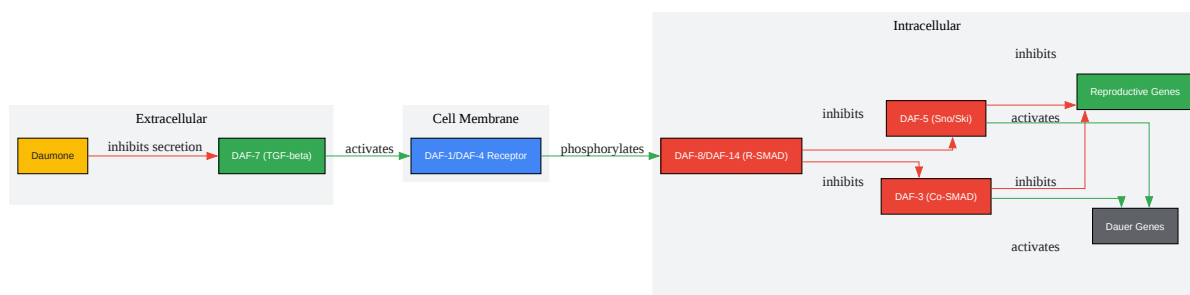 Intracellular
inhibits
Reproductive Genes
Extracellular
Cell Membrane
inhibits
DAF-5 (Sno/Ski)
activates
Daumone
inhibits secretion
DAF-7 (TGF-beta)
activates
DAF-1/DAF-4 Receptor
phosphorylates
DAF-8/DAF-14 (R-SMAD)
inhibits
DAF-3 (Co-SMAD)
inhibits
Dauer Genes
activates